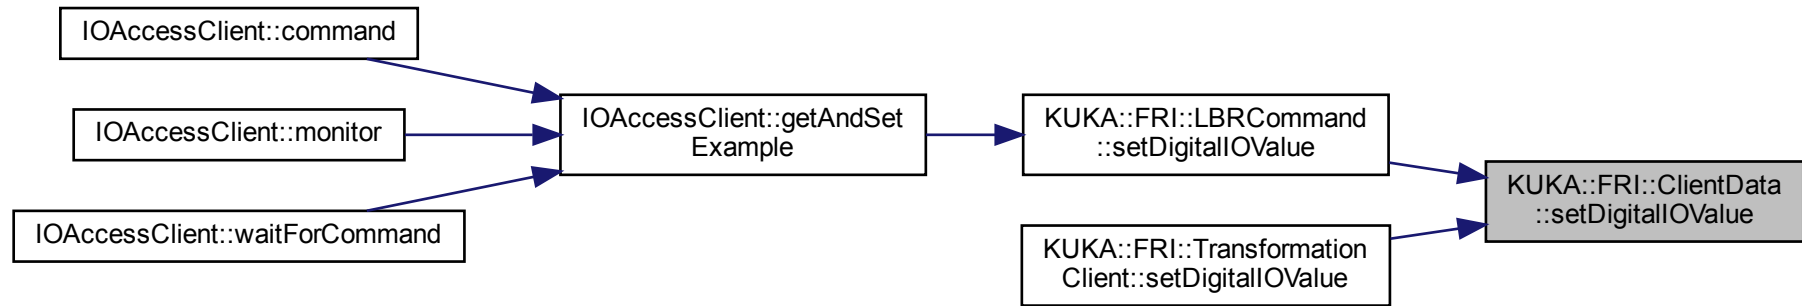 IOAccessClient::command
IOAccessClient::monitor
IOAccessClient::waitForCommand
IOAccessClient::getAndSet
Example
KUKA::FRI::LBRCommand
::setDigitalIOValue
KUKA::FRI::Transformation
Client::setDigitalIOValue
KUKA::FRI::ClientData
::setDigitalIOValue